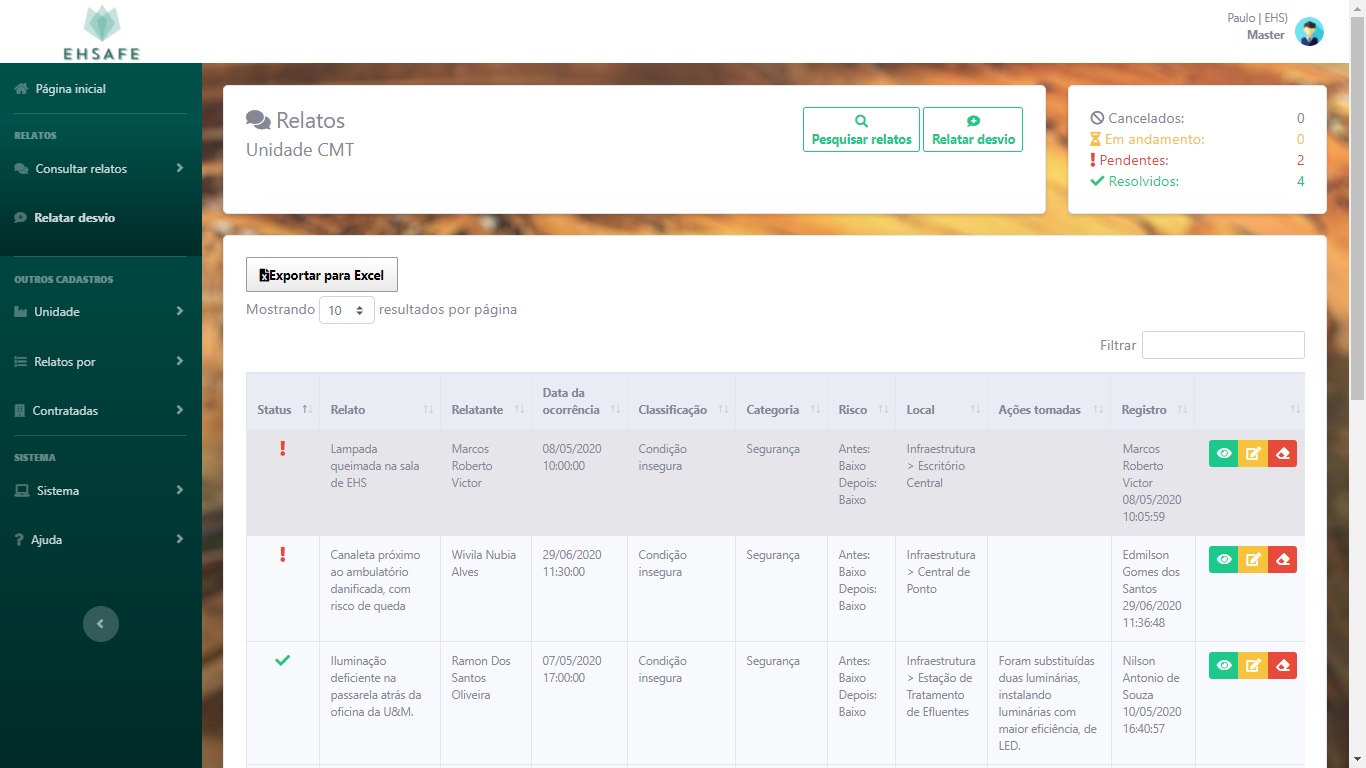 EHSAFE
Paulo | EHS)
Master
Página inicial
RELATOS
Consultar relatos
Relatar desvio
OUTROS CADASTROS
Unidade
Relatos por
Contratadas
SISTEMA
Sistema
Ajuda
Relatos
Unidade CMT
Pesquisar relatos
Relatar desvio
Cancelados: 0
Em andamento: 0
Pendentes: 2
Resolvidos: 4
Exportar para Excel
Mostrando 10 resultados por página
Filtrar
Status
Relato
Relatante
Data da
ocorrência
Classificação
Categoria
Risco
Local
Ações tomadas
Registro
Lampada
queimada na sala
de EHS
Marcos
Roberto
Victor
08/05/2020
10:00:00
Condição
insegura
Segurança
Antes:
Baixo
Depois:
Baixo
Infraestrutura
> Escritório
Central
Marcos
Roberto
Victor
08/05/2020
10:05:59
Canaleta próximo
ao ambulatório
danificada, com
risco de queda
Wivila Nubia
Alves
29/06/2020
11:30:00
Condição
insegura
Segurança
Antes:
Baixo
Depois:
Baixo
Infraestrutura
> Central de
Ponto
Edmilson
Gomes dos
Santos
29/06/2020
11:36:48
Iluminação
deficiente na
passarela atrás da
oficina da U&M.
Ramon Dos
Santos
Oliveira
07/05/2020
17:00:00
Condição
insegura
Segurança
Antes:
Baixo
Depois:
Baixo
Infraestrutura
> Estação de
Tratamento
de Efluentes
Foram substituídas
duas luminárias,
instalando
luminárias com
maior eficiência, de
LED.
Nilson
Antonio de
Souza
10/05/2020
16:40:57